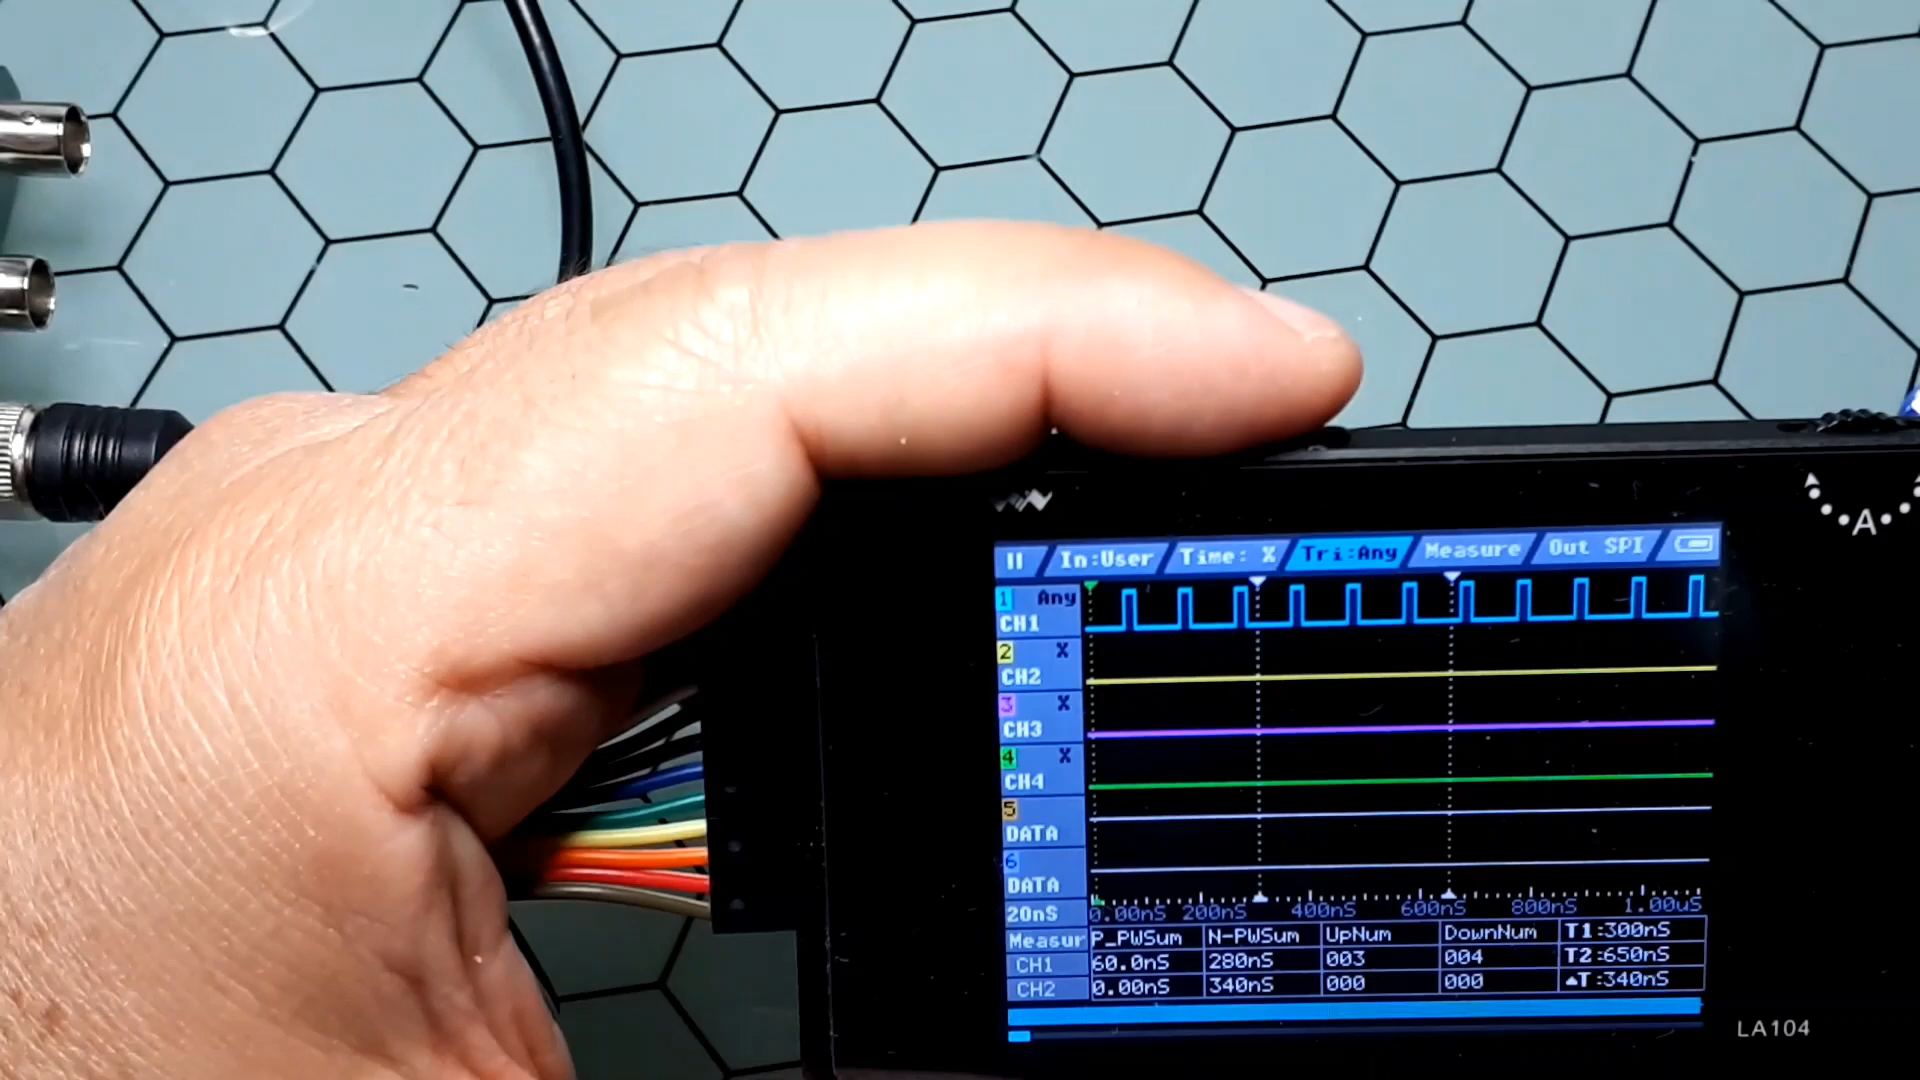 A
In:User Time: X Tri:Any Measure Out SPI
1 Any
CH1
2 X
CH2
3 X
CH3
4 X
CH4
5
DATA
6
DATA
20nS 0.00nS 200nS 400nS 600nS 800nS 1.00uS
Measur P_PWSum N-PWSum UpNum DownNum T1:300nS
CH1 60.0nS 280nS 003 004 T2:650nS
CH2 0.00nS 340nS 000 000 ▲T:340nS
LA104